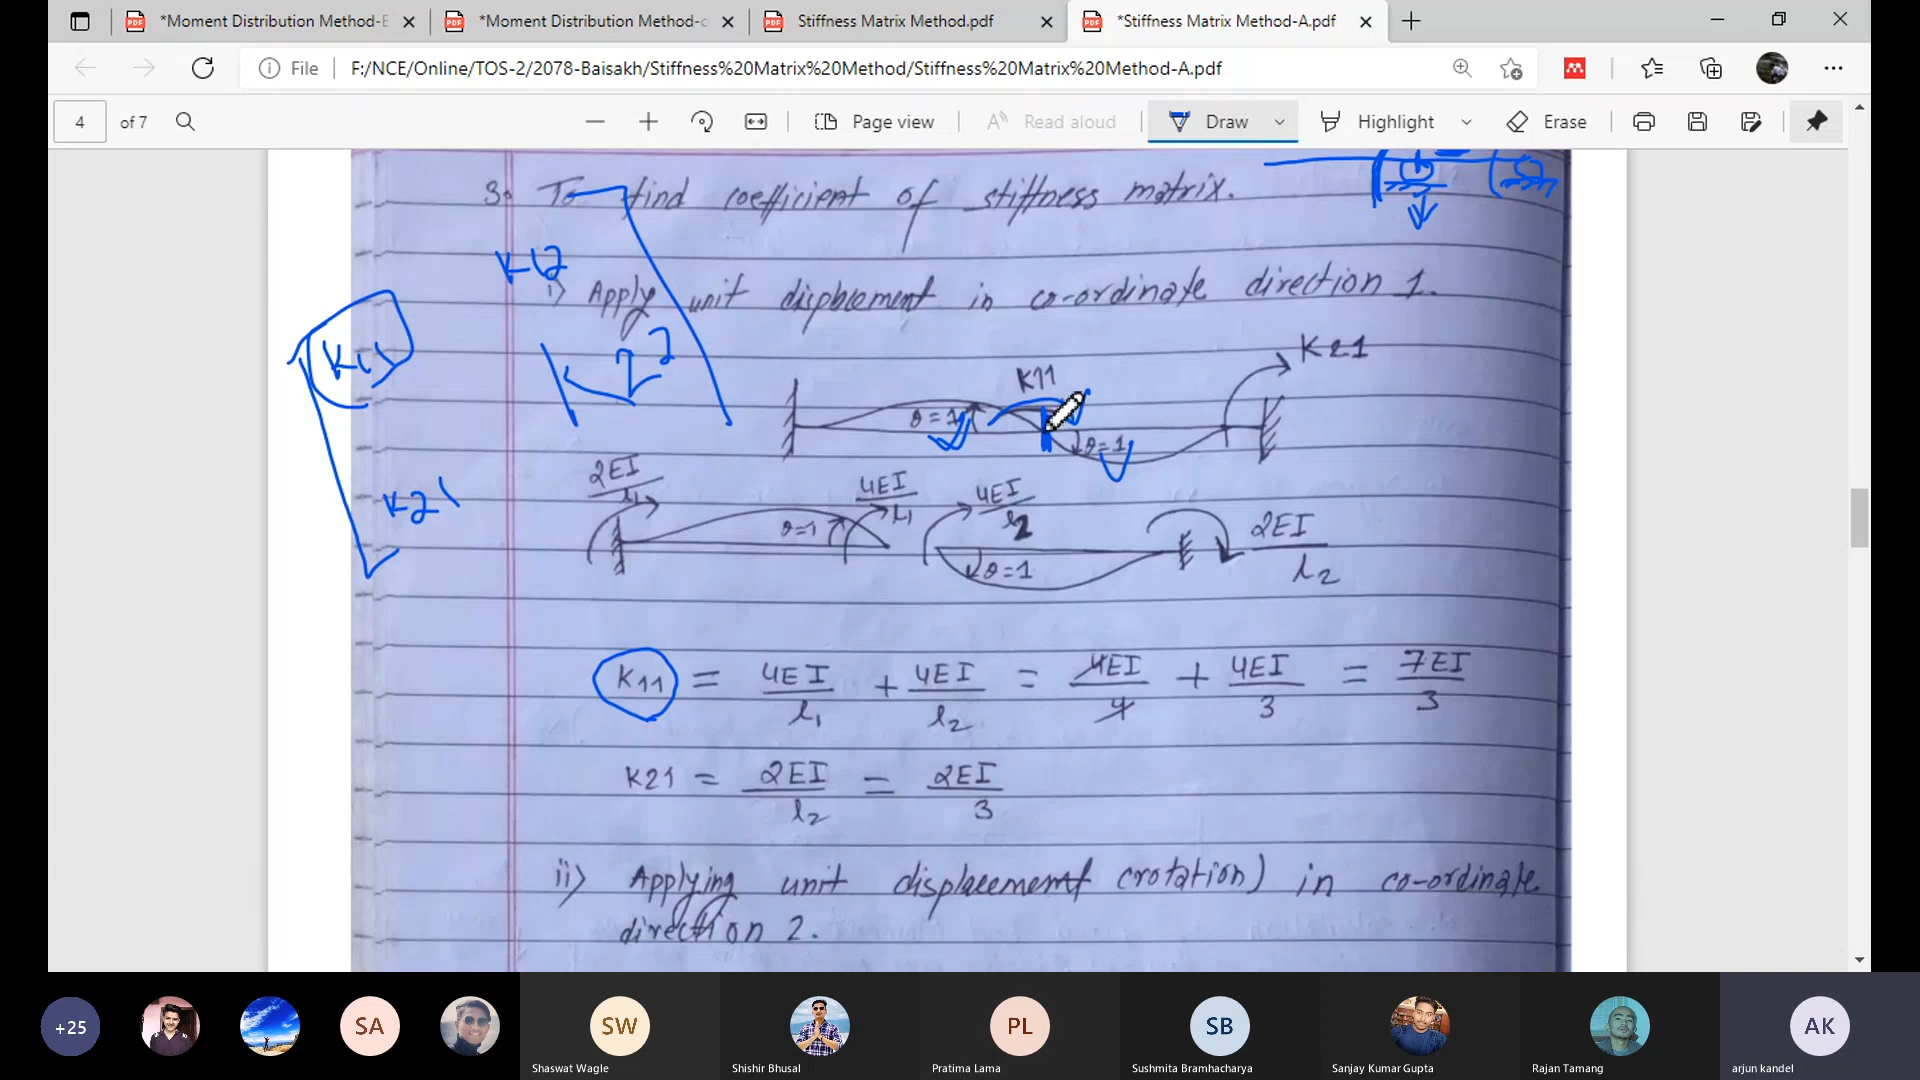 *Moment Distribution Method-E
*Moment Distribution Method-c
Stiffness Matrix Method.pdf
*Stiffness Matrix Method-A.pdf
File
F:/NCE/Online/TOS-2/2078-Baisakh/Stiffness%20Matrix%20Method/Stiffness%20Matrix%20Method-A.pdf
4 of 7
Page view
Read aloud
Draw
Highlight
Erase
3. To find coefficient of stiffness matrix.
K12
i) Apply unit displacement in co-ordinate direction 1.
K11
K22
K21
K11
θ=1
θ=1
K21
2EI/l1
4EI/L1
4EI/l2
θ=1
θ=1
2EI/l2
K11 = 4EI/l1 + 4EI/l2 = 4EI/4 + 4EI/3 = 7EI/3
K21 = 2EI/l2 = 2EI/3
ii) Applying unit displacement (rotation) in co-ordinate
direction 2.
+25
SA
SW
PL
SB
AK
Shaswat Wagle
Shishir Bhusal
Pratima Lama
Sushmita Bramhacharya
Sanjay Kumar Gupta
Rajan Tamang
arjun kandel